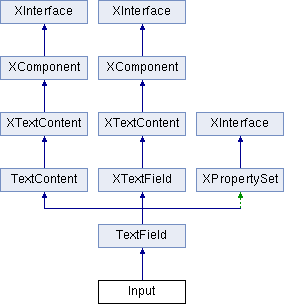 XInterface XInterface
XComponent XComponent
XTextContent XTextContent XInterface
TextContent XTextField XPropertySet
TextField
Input